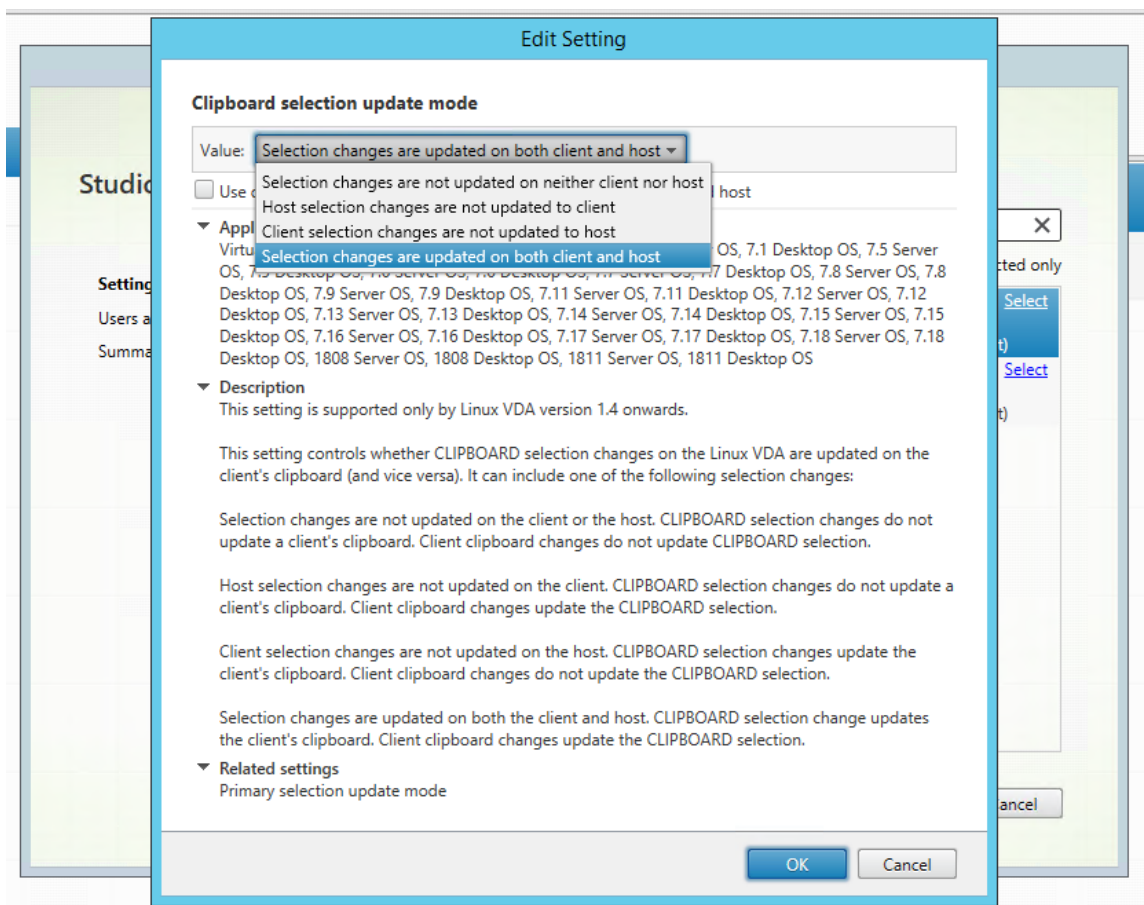 Edit Setting
Clipboard selection update mode
Value: Selection changes are updated on both client and host
Selection changes are not updated on neither client nor host
Use
host
Host selection changes are not updated to client
Client selection changes are not updated to host
Selection changes are updated on both client and host
OS, 7.1 Desktop OS, 7.5 Server
OS, 7.8 Server OS, 7.8
Desktop OS, 7.9 Server OS, 7.9 Desktop OS, 7.11 Server OS, 7.11 Desktop OS, 7.12 Server OS, 7.12
Desktop OS, 7.13 Server OS, 7.13 Desktop OS, 7.14 Server OS, 7.14 Desktop OS, 7.15 Server OS, 7.15
Desktop OS, 7.16 Server OS, 7.16 Desktop OS, 7.17 Server OS, 7.17 Desktop OS, 7.18 Server OS, 7.18
Desktop OS, 1808 Server OS, 1808 Desktop OS, 1811 Server OS, 1811 Desktop OS
Description
This setting is supported only by Linux VDA version 1.4 onwards.
This setting controls whether CLIPBOARD selection changes on the Linux VDA are updated on the
client's clipboard (and vice versa). It can include one of the following selection changes:
Selection changes are not updated on the client or the host. CLIPBOARD selection changes do not
update a client's clipboard. Client clipboard changes do not update CLIPBOARD selection.
Host selection changes are not updated on the client. CLIPBOARD selection changes do not update a
client's clipboard. Client clipboard changes update the CLIPBOARD selection.
Client selection changes are not updated on the host. CLIPBOARD selection changes update the
client's clipboard. Client clipboard changes do not update the CLIPBOARD selection.
Selection changes are updated on both the client and host. CLIPBOARD selection change updates
the client's clipboard. Client clipboard changes update the CLIPBOARD selection.
Related settings
Primary selection update mode
OK
Cancel
Studio
Setting
Users a
Summa
cted only
Select
t)
Select
t)
ancel